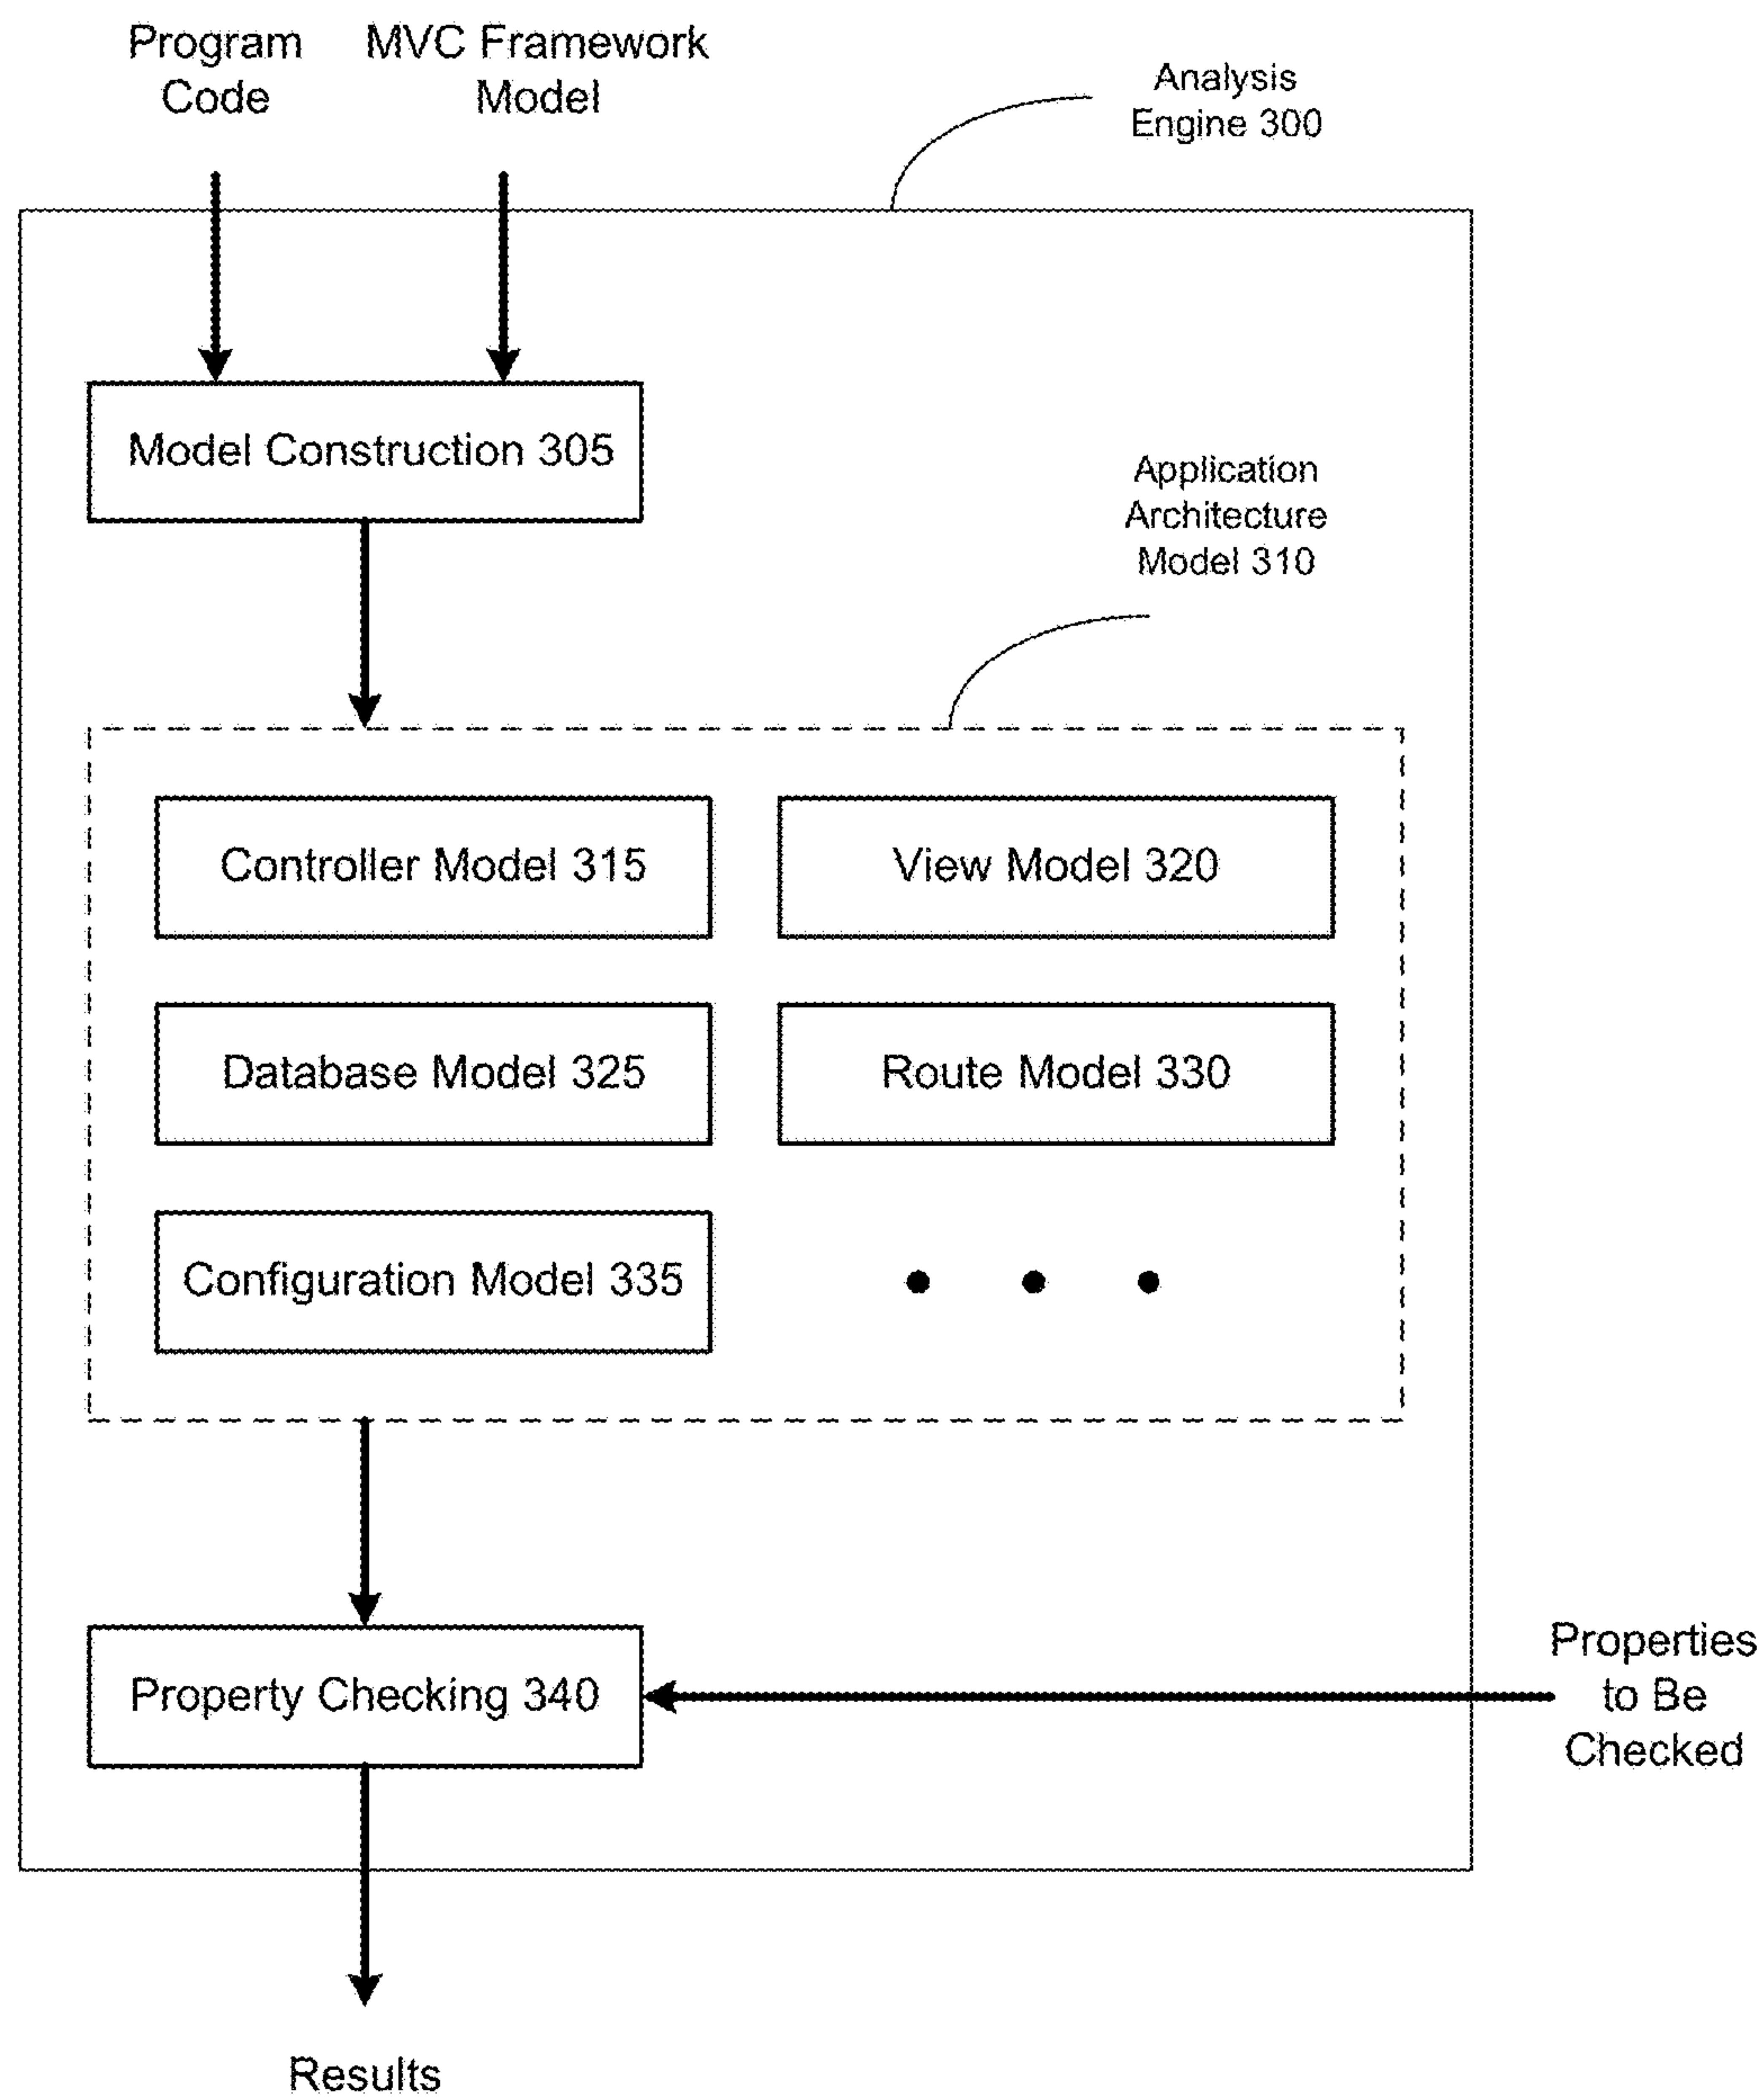 Program
Code
MVC Framework
Model
Analysis
Engine 300
Model Construction 305
Application
Architecture
Model 310
Controller Model 315
View Model 320
Database Model 325
Route Model 330
Configuration Model 335
Property Checking 340
Properties
to Be
Checked
Results